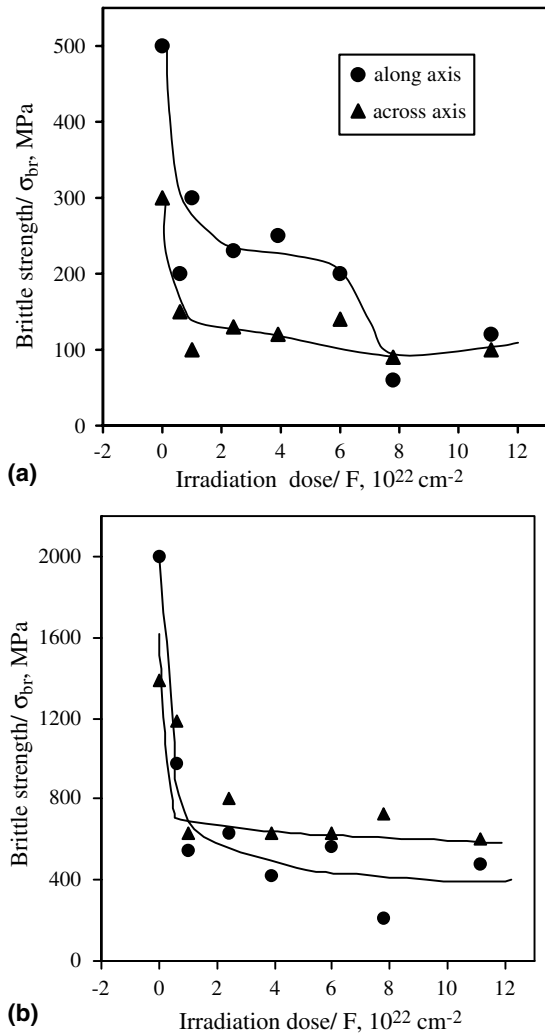 500
400
300
200
100
0
Brittle strength/ σbr, MPa
along axis
across axis
-2 0 2 4 6 8 10 12
(a)
Irradiation dose/ F, 10²² cm⁻²
2000
1600
1200
800
400
0
Brittle strength/ σbr, MPa
-2 0 2 4 6 8 10 12
(b)
Irradiation dose/ F, 10²² cm⁻²